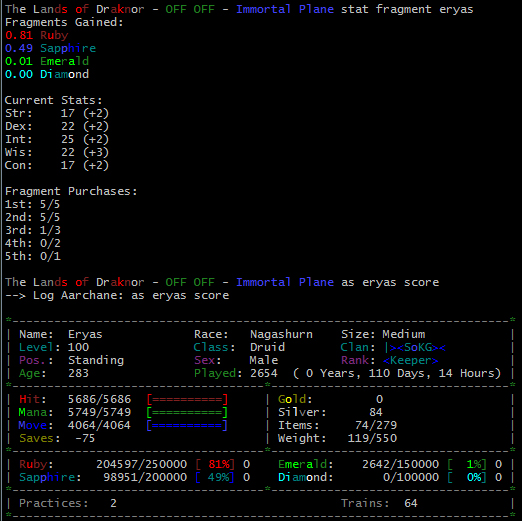 The Lands of Draknor - OFF OFF - Immortal Plane stat fragment eryas
Fragments Gained:
0.81 Ruby
0.49 Sapphire
0.01 Emerald
0.00 Diamond
Current Stats:
Str: 17 (+2)
Dex: 22 (+2)
Int: 25 (+2)
Wis: 22 (+3)
Con: 17 (+2)
Fragment Purchases:
1st: 5/5
2nd: 5/5
3rd: 1/3
4th: 0/2
5th: 0/1
The Lands of Draknor - OFF OFF - Immortal Plane as eryas score
--> Log Aarchane: as eryas score
*-----------------------------------------------------------------------*
| Name: Eryas Race: Nagashurn Size: Medium |
| Level: 100 Class: Druid Clan: |><SoKG>< |
| Pos.: Standing Sex: Male Rank: <Keeper> |
| Age: 283 Played: 2654 ( 0 Years, 110 Days, 14 Hours) |
*-----------------------------------*-----------------------------------*
| Hit: 5686/5686 [==========] | Gold: 0 |
| Mana: 5749/5749 [==========] | Silver: 84 |
| Move: 4064/4064 [==========] | Items: 74/279 |
| Saves: -75 | Weight: 119/550 |
*-----------------------------------*-----------------------------------*
| Ruby: 204597/250000 [ 81%] 0 Emerald: 2642/150000 [ 1%] 0 |
| Sapphire: 98951/200000 [ 49%] 0 Diamond: 0/100000 [ 0%] 0 |
*-----------------------------------*-----------------------------------*
| Practices: 2 Trains: 64 |
*-----------------------------------------------------------------------*